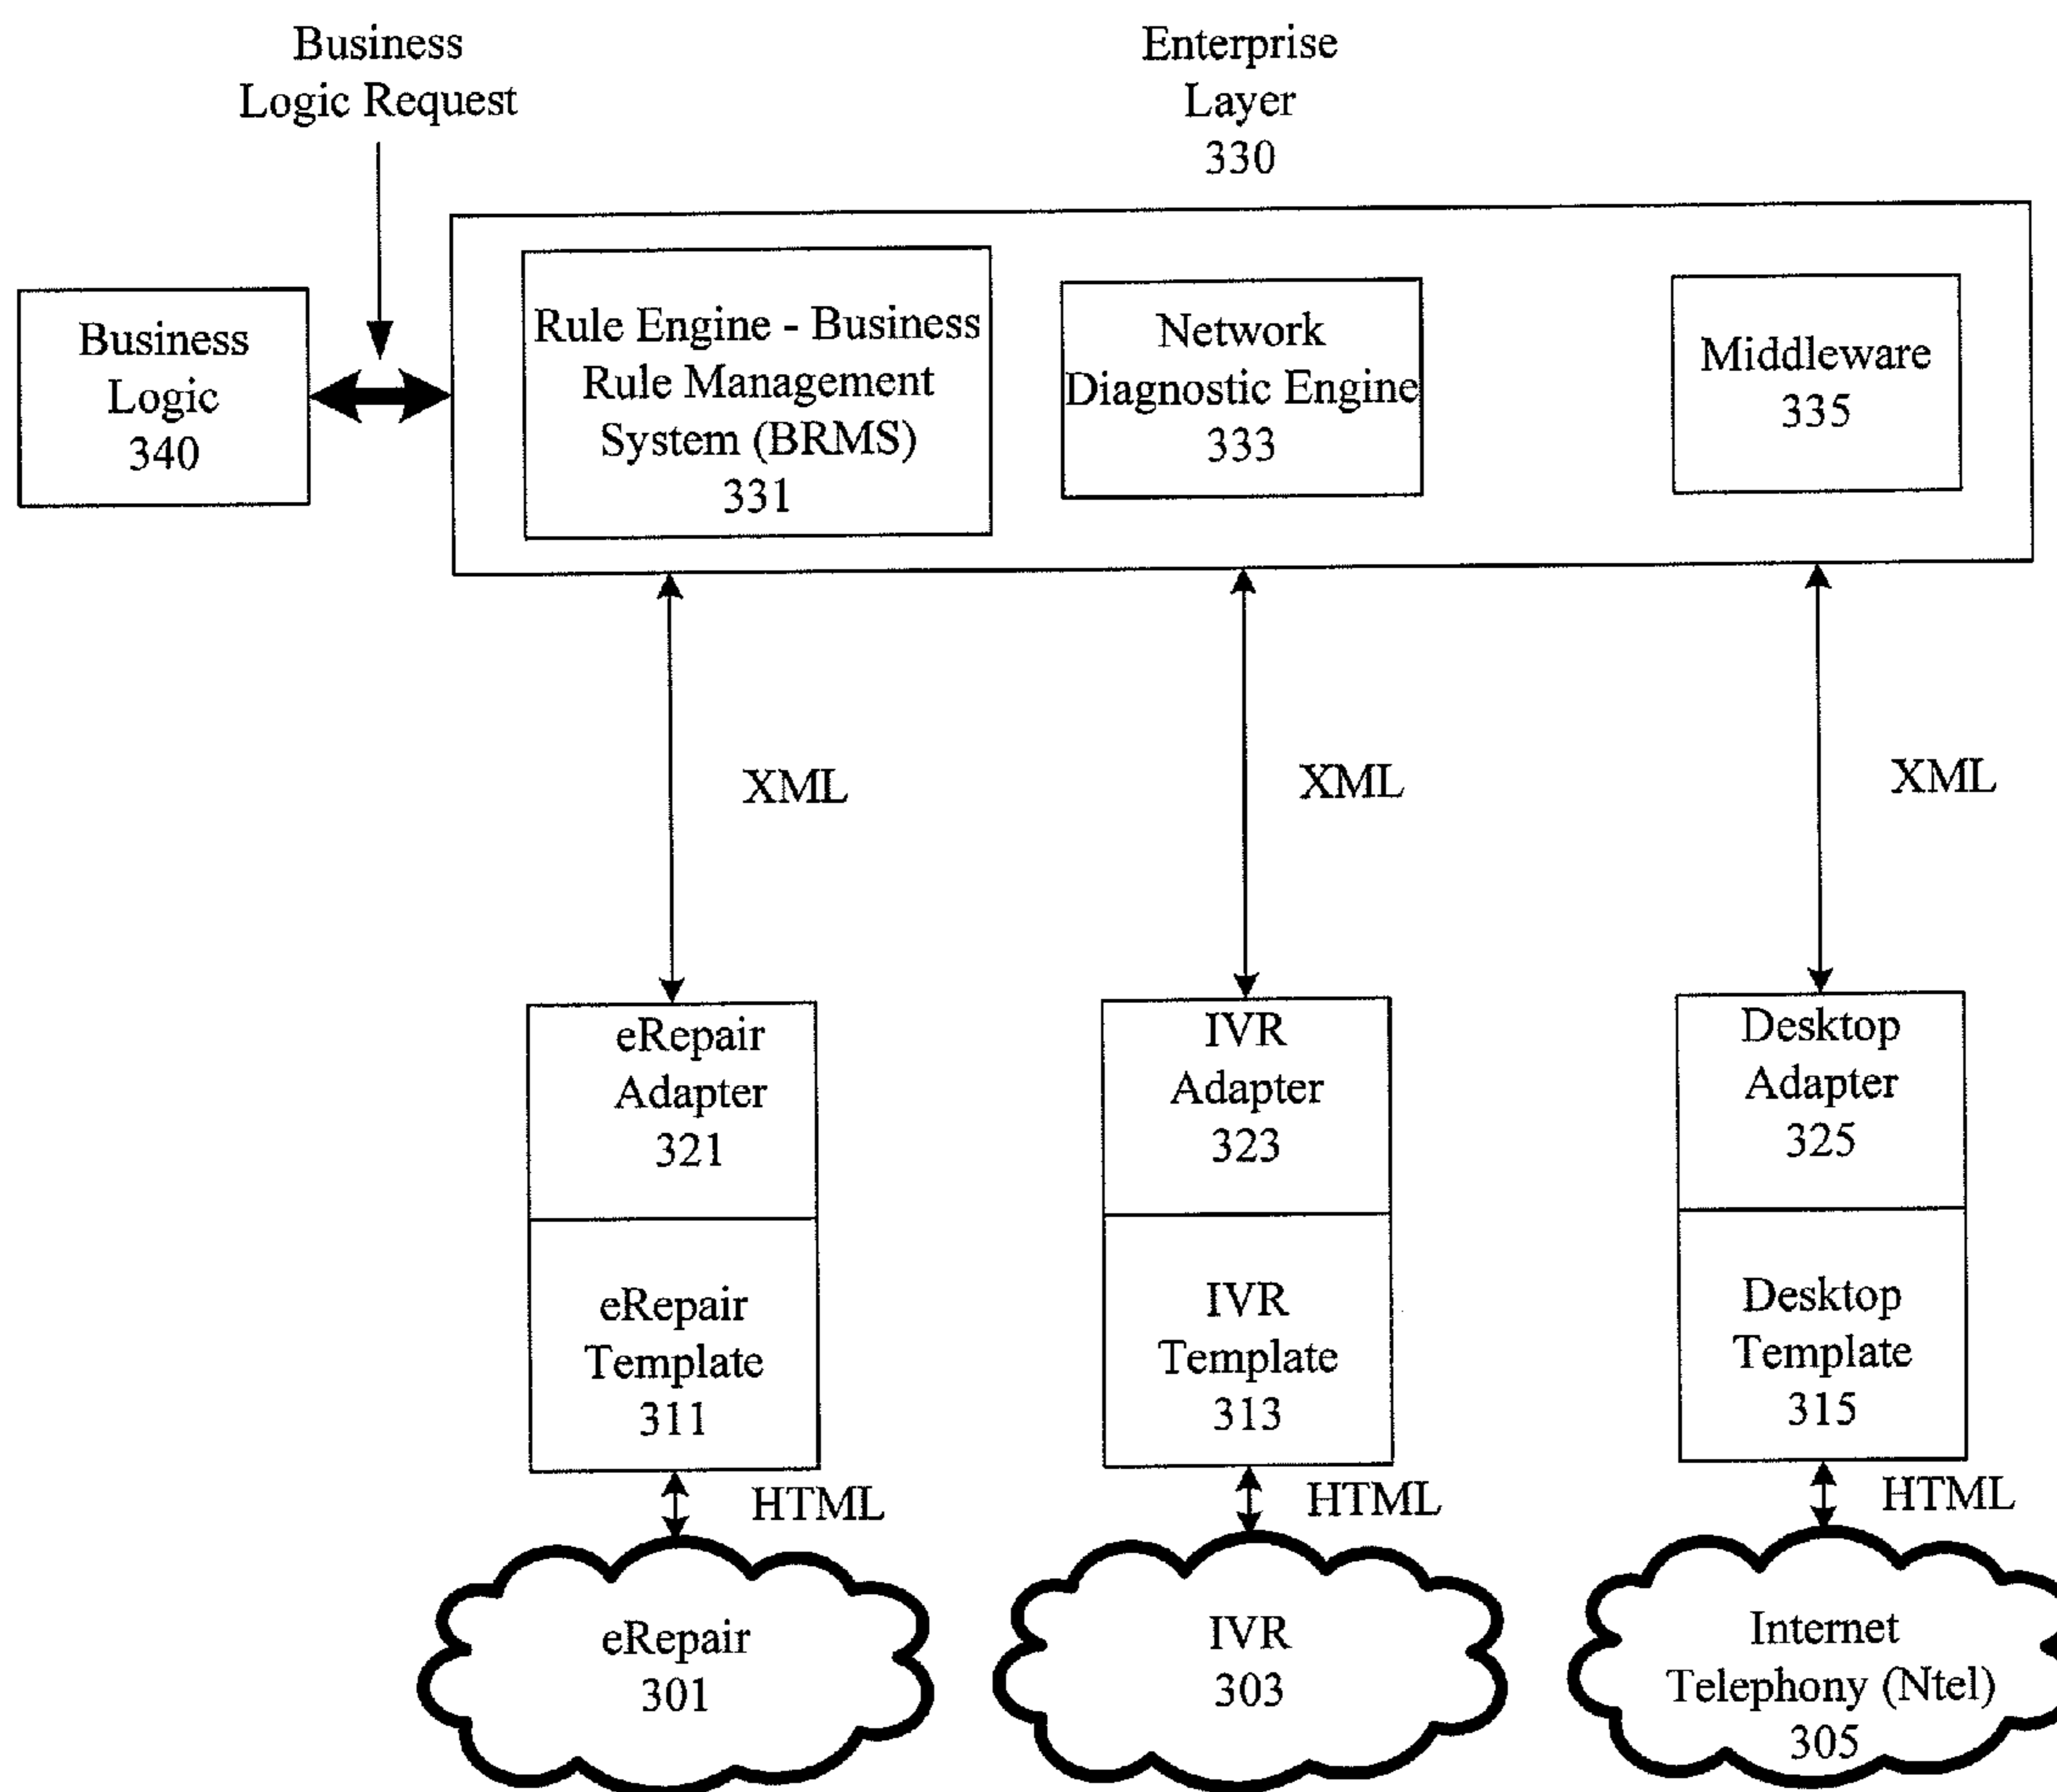 Business
Logic Request
Enterprise
Layer
330
Business
Logic
340
Rule Engine - Business
Rule Management
System (BRMS)
331
Network
Diagnostic Engine
333
Middleware
335
XML
XML
XML
eRepair
Adapter
321
IVR
Adapter
323
Desktop
Adapter
325
eRepair
Template
311
IVR
Template
313
Desktop
Template
315
HTML
HTML
HTML
eRepair
301
IVR
303
Internet
Telephony (Ntel)
305